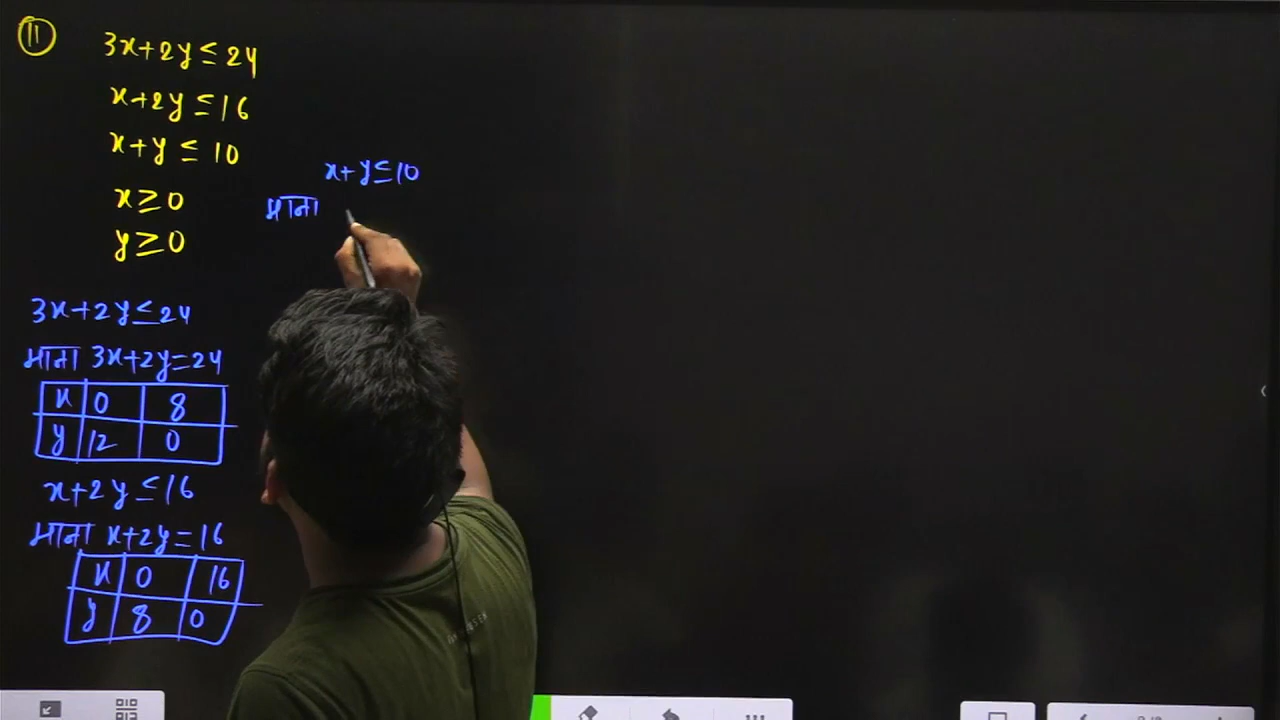 11
3x+2y≤24
x+2y≤16
x+y≤10
x≥0
y≥0
3x+2y≤24
माना 3x+2y=24
x 0 8
y 12 0
x+2y≤16
माना x+2y=16
x 0 16
y 8 0
x+y≤10
माना